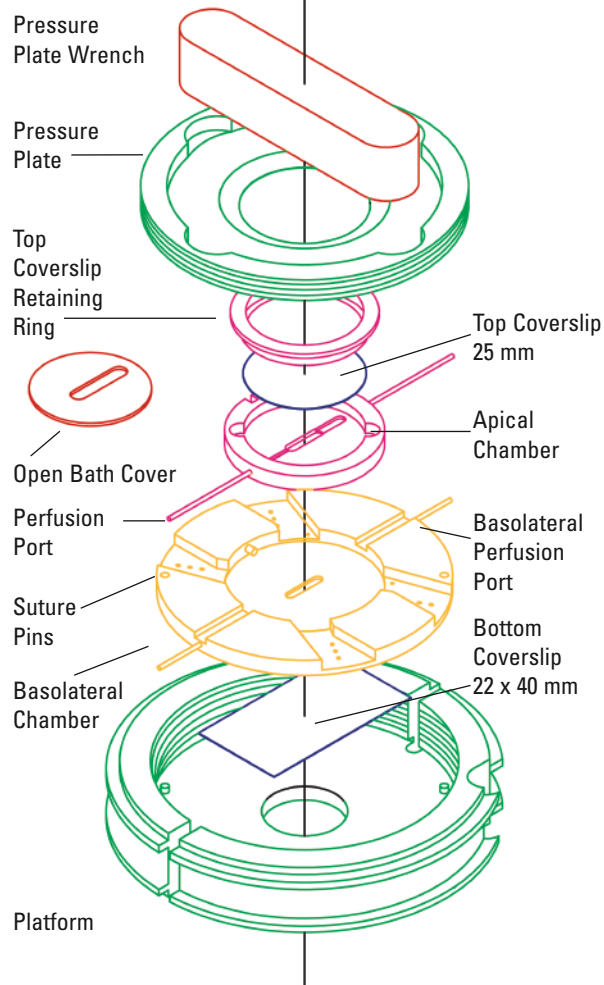 Pressure
Plate Wrench
Pressure
Plate
Top
Coverslip
Retaining
Ring
Top Coverslip
25 mm
Apical
Chamber
Open Bath Cover
Perfusion
Port
Basolateral
Perfusion
Port
Suture
Pins
Bottom
Coverslip
22 x 40 mm
Basolateral
Chamber
Platform